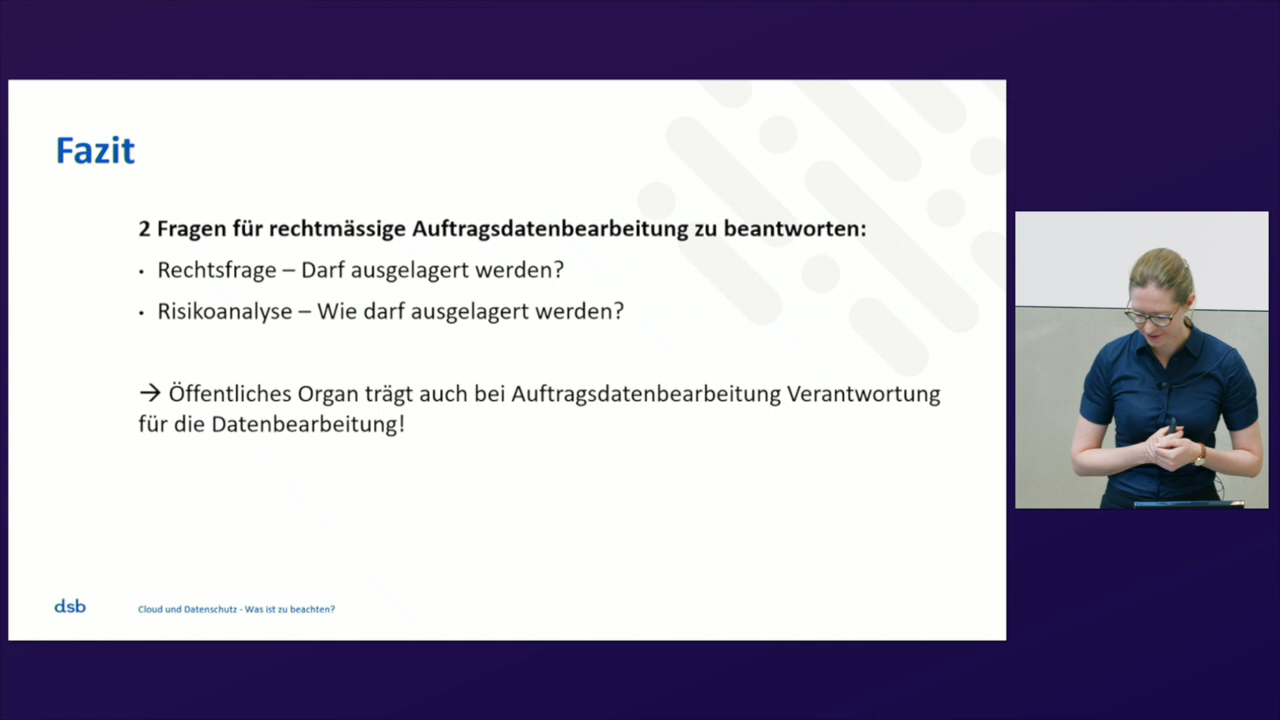 Fazit
2 Fragen für rechtmässige Auftragsdatenbearbeitung zu beantworten:
• Rechtsfrage – Darf ausgelagert werden?
• Risikoanalyse – Wie darf ausgelagert werden?
→ Öffentliches Organ trägt auch bei Auftragsdatenbearbeitung Verantwortung
für die Datenbearbeitung!
dsb
Cloud und Datenschutz - Was ist zu beachten?